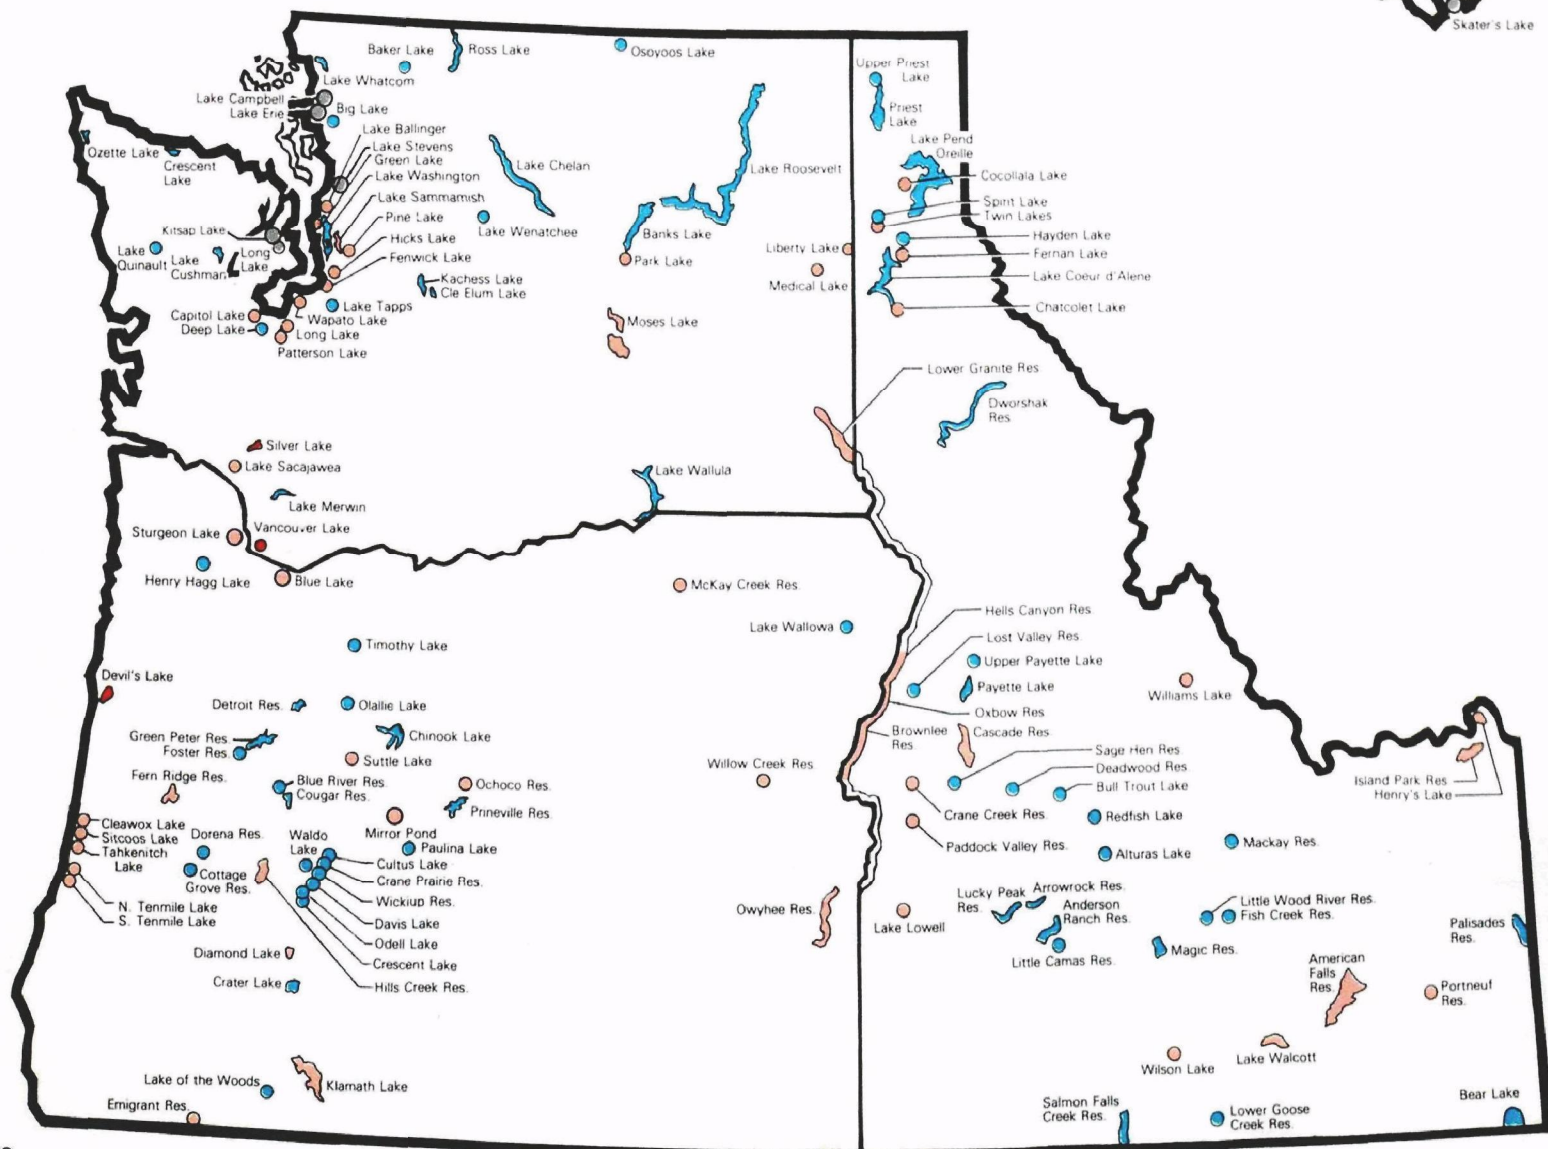 Skater's Lake
Baker Lake
Ross Lake
Osoyoos Lake
Lake Whatcom
Lake Campbell
Lake Erie
Big Lake
Lake Ballinger
Lake Stevens
Green Lake
Lake Washington
Lake Sammamish
Pine Lake
Hicks Lake
Fenwick Lake
Ozette Lake
Crescent
Lake
Lake Chelan
Lake Roosevelt
Kitsap Lake
Lake
Quinault
Lake
Cushman
Long
Lake
Lake Wenatchee
Banks Lake
Park Lake
Kachess Lake
Cle Elum Lake
Lake Tapps
Capitol Lake
Deep Lake
Wapato Lake
Long Lake
Patterson Lake
Moses Lake
Liberty Lake
Medical Lake
Upper Priest
Lake
Priest
Lake
Lake Pend
Oreille
Cocollala Lake
Spirit Lake
Twin Lakes
Hayden Lake
Fernan Lake
Lake Coeur d'Alene
Chatcolet Lake
Lower Granite Res
Dworshak
Res.
Silver Lake
Lake Sacajawea
Lake Merwin
Lake Wallula
Vancouver Lake
Sturgeon Lake
Henry Hagg Lake
Blue Lake
McKay Creek Res.
Lake Wallowa
Timothy Lake
Devil's Lake
Detroit Res.
Olallie Lake
Green Peter Res.
Foster Res.
Chinook Lake
Suttle Lake
Fern Ridge Res.
Blue River Res.
Cougar Res.
Ochoco Res.
Prineville Res.
Willow Creek Res.
Cleawox Lake
Sitcoos Lake
Tahkenitch
Lake
Dorena Res.
Waldo
Lake
Mirror Pond
Paulina Lake
Cultus Lake
Crane Prairie Res.
Wickiup Res.
Davis Lake
Odell Lake
Crescent Lake
Hills Creek Res.
Cottage
Grove Res.
N. Tenmile Lake
S. Tenmile Lake
Diamond Lake
Crater Lake
Owyhee Res.
Lake of the Woods
Klamath Lake
Emigrant Res.
Hells Canyon Res.
Lost Valley Res.
Upper Payette Lake
Payette Lake
Oxbow Res
Brownlee
Res
Cascade Res.
Williams Lake
Sage Hen Res
Deadwood Res
Bull Trout Lake
Crane Creek Res.
Redfish Lake
Paddock Valley Res.
Alturas Lake
Mackay Res.
Island Park Res
Henry's Lake
Lake Lowell
Lucky Peak
Res.
Arrowrock Res.
Anderson
Ranch Res.
Little Camas Res.
Little Wood River Res.
Fish Creek Res.
Magic Res.
Palisades
Res.
American
Falls
Res.
Portneuf
Res.
Wilson Lake
Lake Walcott
Salmon Falls
Creek Res.
Lower Goose
Creek Res.
Bear Lake